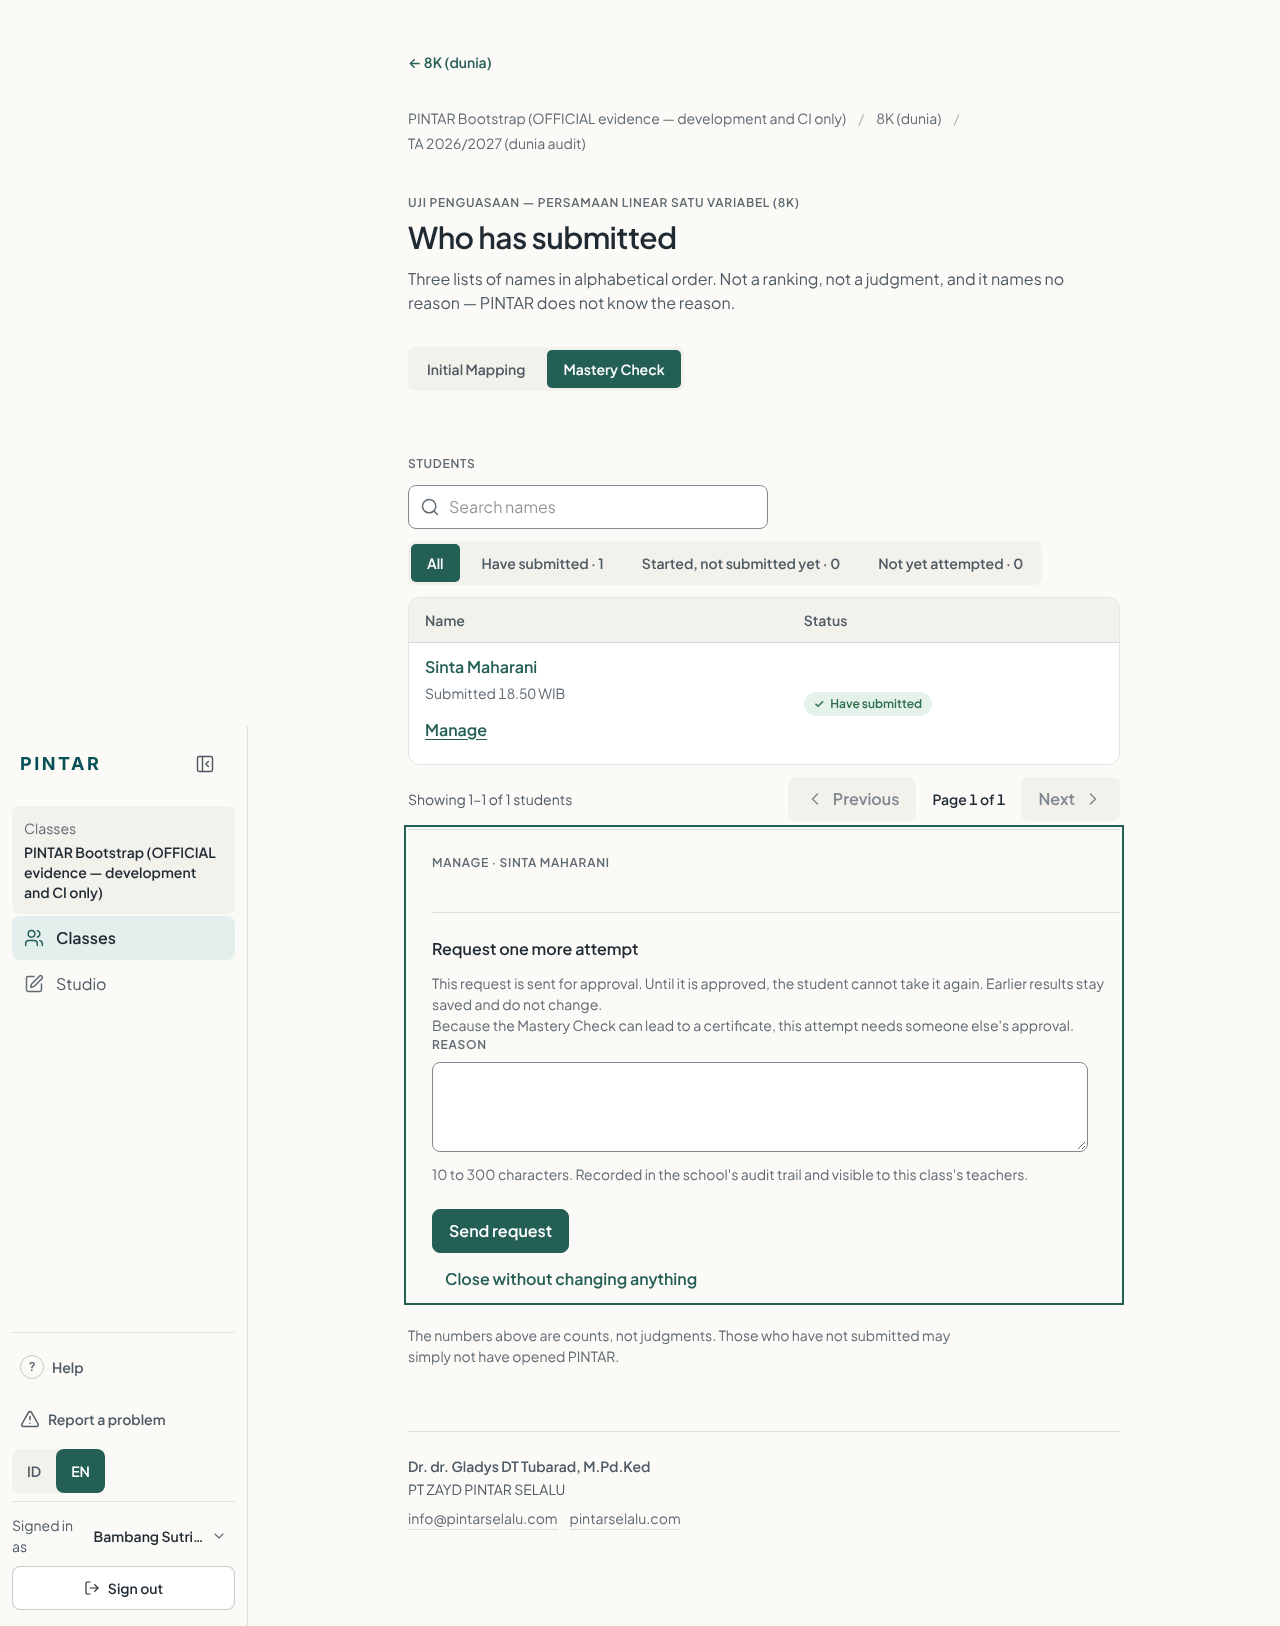 ← 8K (dunia)
PINTAR Bootstrap (OFFICIAL evidence — development and CI only) / 8K (dunia) /
TA 2026/2027 (dunia audit)
UJI PENGUASAAN — PERSAMAAN LINEAR SATU VARIABEL (8K)
Who has submitted
Three lists of names in alphabetical order. Not a ranking, not a judgment, and it names no
reason — PINTAR does not know the reason.
Initial Mapping
Mastery Check
STUDENTS
Search names
All
Have submitted · 1
Started, not submitted yet · 0
Not yet attempted · 0
Name
Status
Sinta Maharani
Submitted 18.50 WIB
Manage
Have submitted
Showing 1–1 of 1 students
Previous
Page 1 of 1
Next
MANAGE · SINTA MAHARANI
Request one more attempt
This request is sent for approval. Until it is approved, the student cannot take it again. Earlier results stay
saved and do not change.
Because the Mastery Check can lead to a certificate, this attempt needs someone else's approval.
REASON
10 to 300 characters. Recorded in the school's audit trail and visible to this class's teachers.
Send request
Close without changing anything
The numbers above are counts, not judgments. Those who have not submitted may
simply not have opened PINTAR.
Dr. dr. Gladys DT Tubarad, M.Pd.Ked
PT ZAYD PINTAR SELALU
info@pintarselalu.com
pintarselalu.com
PINTAR
Classes
PINTAR Bootstrap (OFFICIAL
evidence — development
and CI only)
Classes
Studio
? Help
Report a problem
ID
EN
Signed in
as
Bambang Sutri…
Sign out